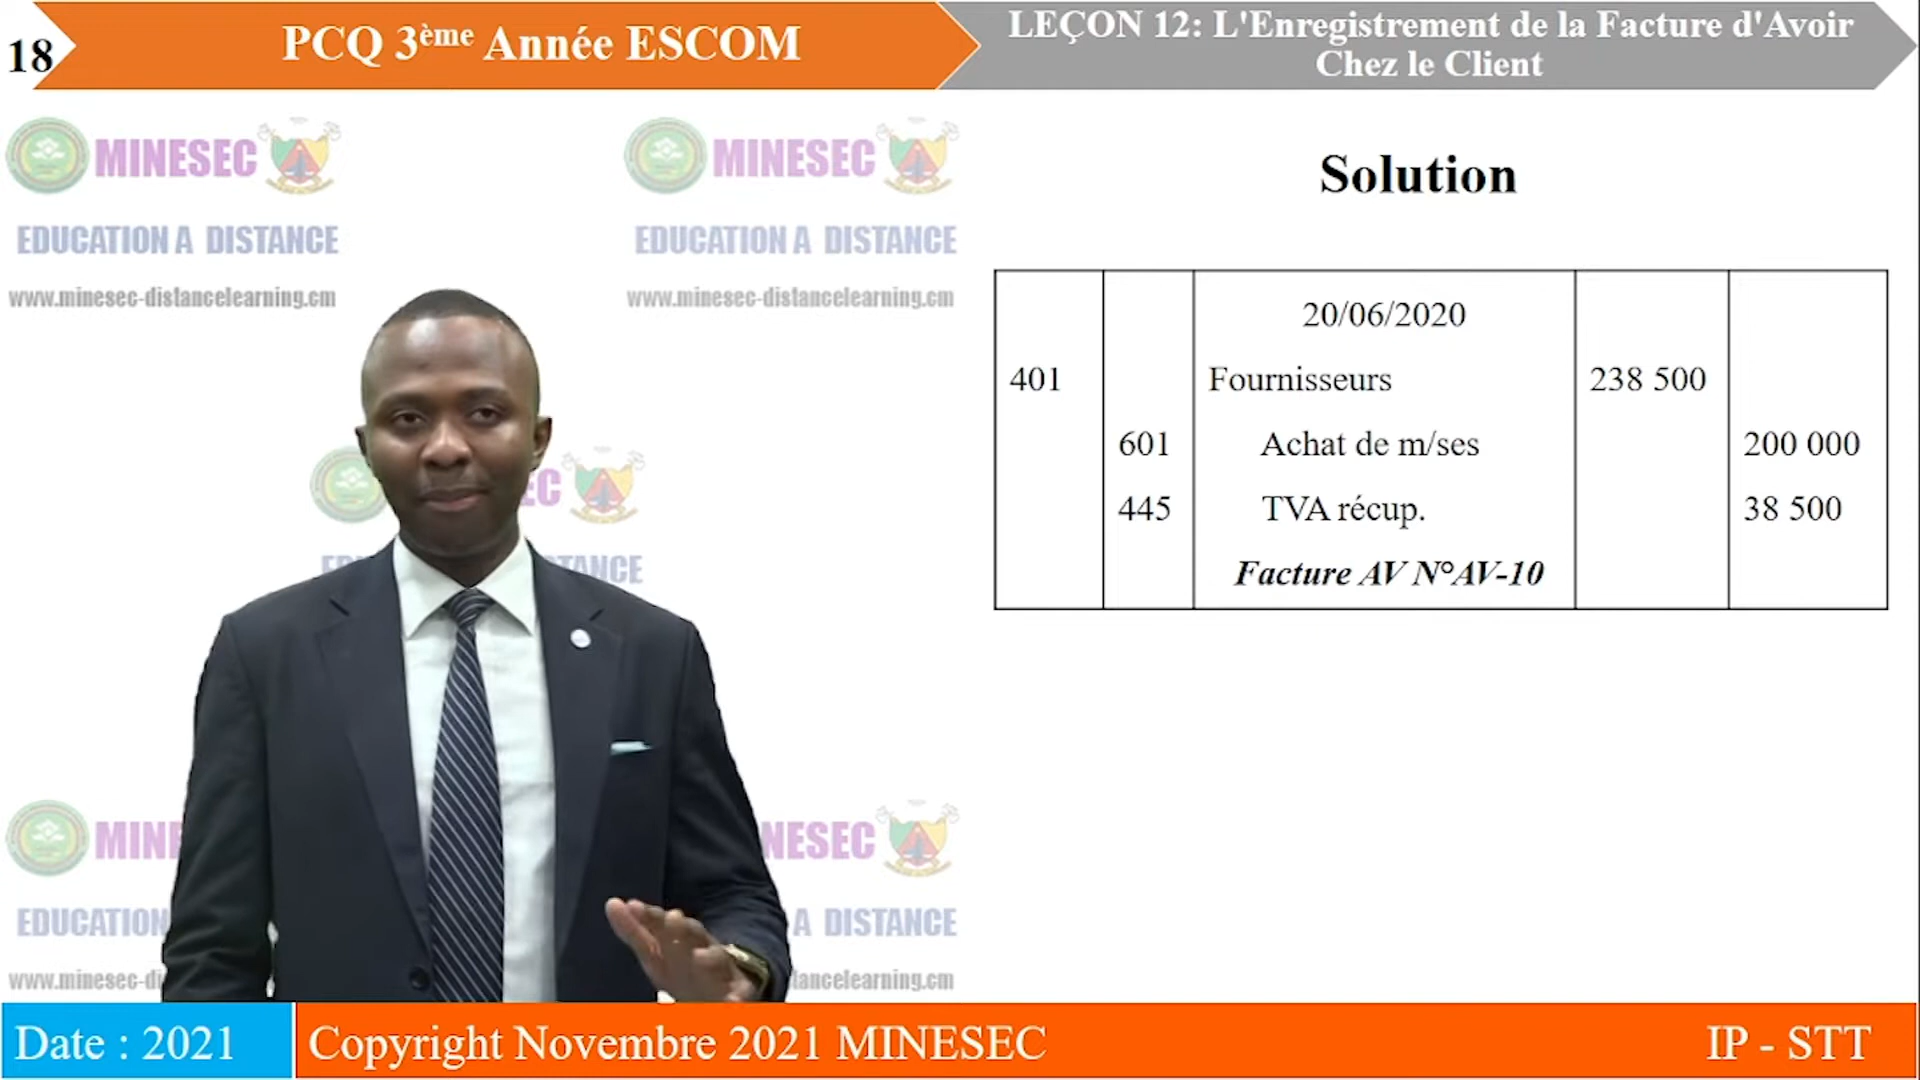 18
PCQ 3ème Année ESCOM
LEÇON 12: L'Enregistrement de la Facture d'Avoir
Chez le Client
MINESEC
EDUCATION A DISTANCE
www.minesec-distancelearning.cm
MINESEC
EDUCATION A DISTANCE
www.minesec-distancelearning.cm
Solution
20/06/2020
401 Fournisseurs 238 500
601 Achat de m/ses 200 000
445 TVA récup. 38 500
Facture AV N°AV-10
Date : 2021
Copyright Novembre 2021 MINESEC
IP - STT